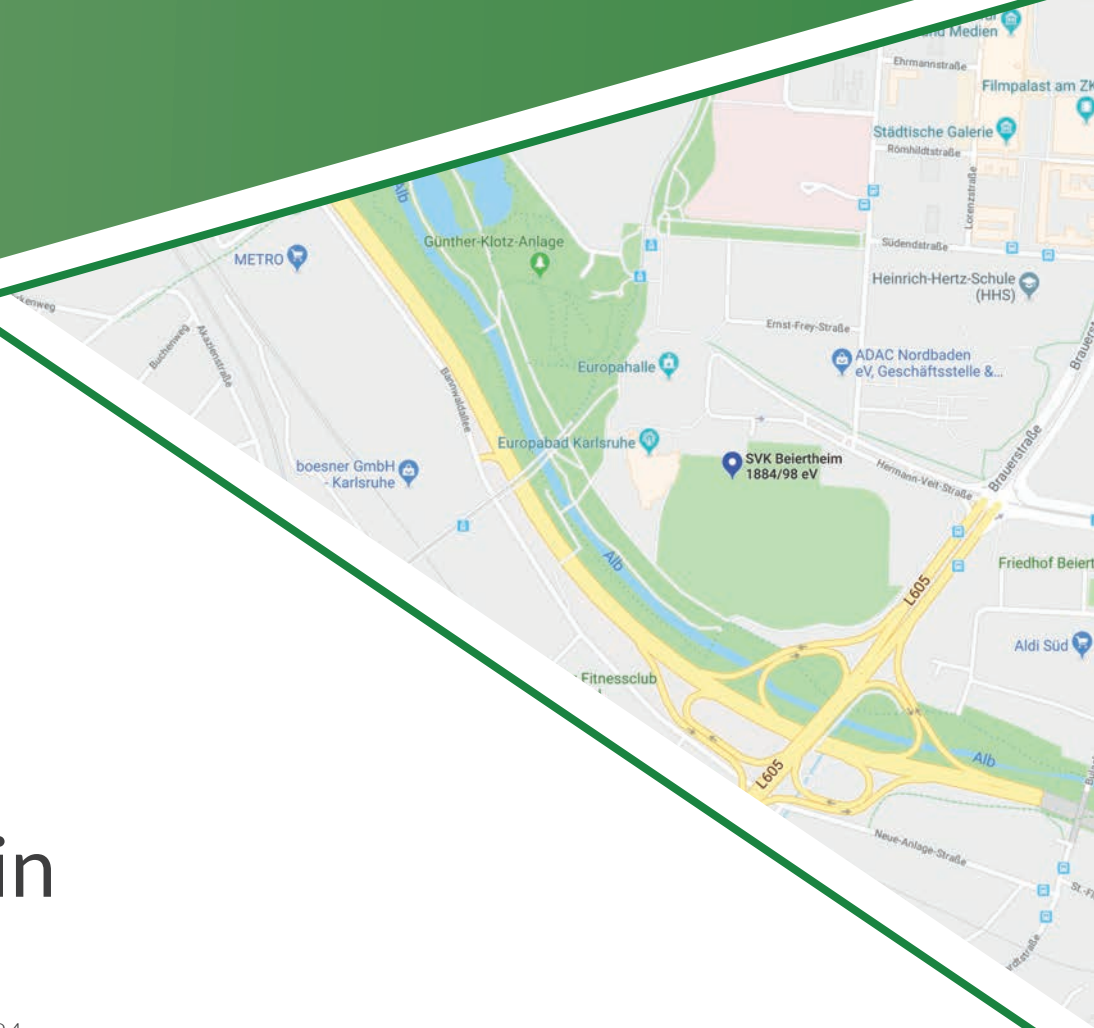 und Medien
Ehrmannstraße
Filmpalast am ZK
Städtische Galerie
Römhildtstraße
Lorenzstraße
Alb
Günther-Klotz-Anlage
METRO
Südendstraße
Heinrich-Hertz-Schule
(HHS)
Buchenweg
Akazienstraße
Ernst-Frey-Straße
Brauerst
ADAC Nordbaden
eV, Geschäftsstelle &...
Europahalle
Bannwaldallee
Europabad Karlsruhe
SVK Beiertheim
1884/98 eV
boesner GmbH
- Karlsruhe
Hermann-Veit-Straße
Brauerstraße
Alb
Friedhof Beiert
L605
Aldi Süd
Fitnessclub
Alb
L605
Neue-Anlage-Straße
in